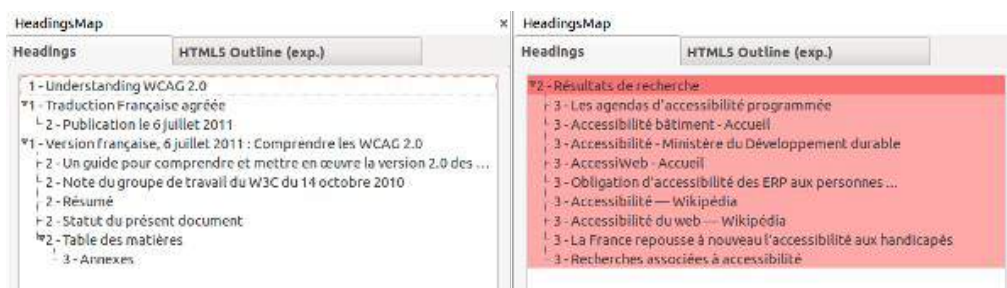 HeadingsMap ×
Headings HTML5 Outline (exp.)
1 - Understanding WCAG 2.0
1 - Traduction Française agréée
2 - Publication le 6 juillet 2011
1 - Version française, 6 juillet 2011 : Comprendre les WCAG 2.0
2 - Un guide pour comprendre et mettre en œuvre la version 2.0 des ...
2 - Note du groupe de travail du W3C du 14 octobre 2010
2 - Résumé
2 - Statut du présent document
2 - Table des matières
3 - Annexes
HeadingsMap
Headings HTML5 Outline (exp.)
2 - Résultats de recherche
3 - Les agendas d'accessibilité programmée
3 - Accessibilité bâtiment - Accueil
3 - Accessibilité - Ministère du Développement durable
3 - AccessiWeb - Accueil
3 - Obligation d'accessibilité des ERP aux personnes ...
3 - Accessibilité — Wikipédia
3 - Accessibilité du web — Wikipédia
3 - La France repousse à nouveau l'accessibilité aux handicapés
3 - Recherches associées à accessibilité